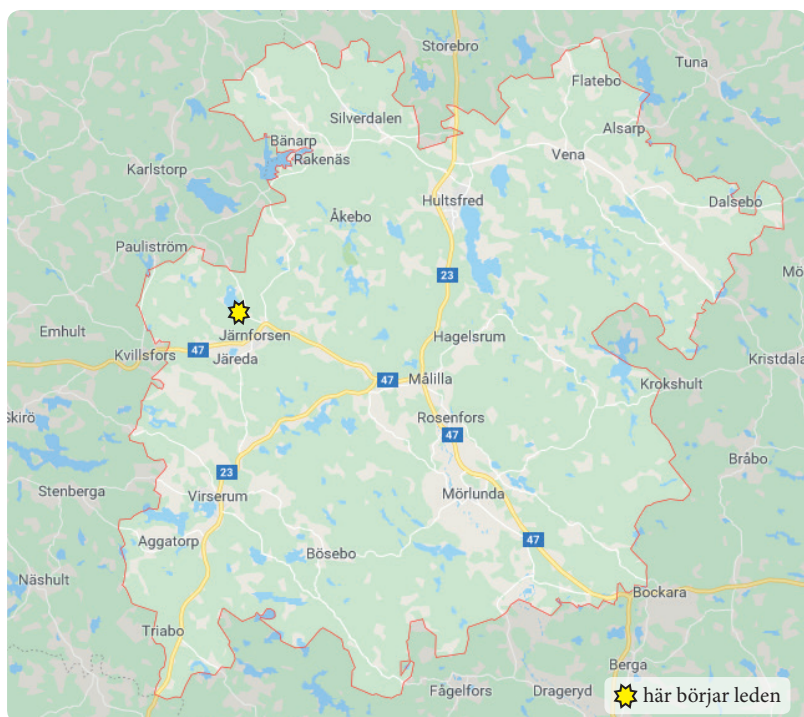 Storebro
Tuna
Flatebo
Silverdalen
Alsarp
Bänarp
Rakenäs
Vena
Karlstorp
Hultsfred
Dalsebo
Åkebo
Pauliström
23
Mö
Emhult
Järnforsen
Hagelsrum
Kvillsfors
47
Järeda
Kristdala
47
Målilla
Krokshult
Skirö
Rosenfors
47
Bråbo
23
Stenberga
Virserum
Mörlunda
Aggatorp
47
Bösebo
Näshult
Bockara
Triabo
Berga
Fågelfors
Drageryd
här börjar leden